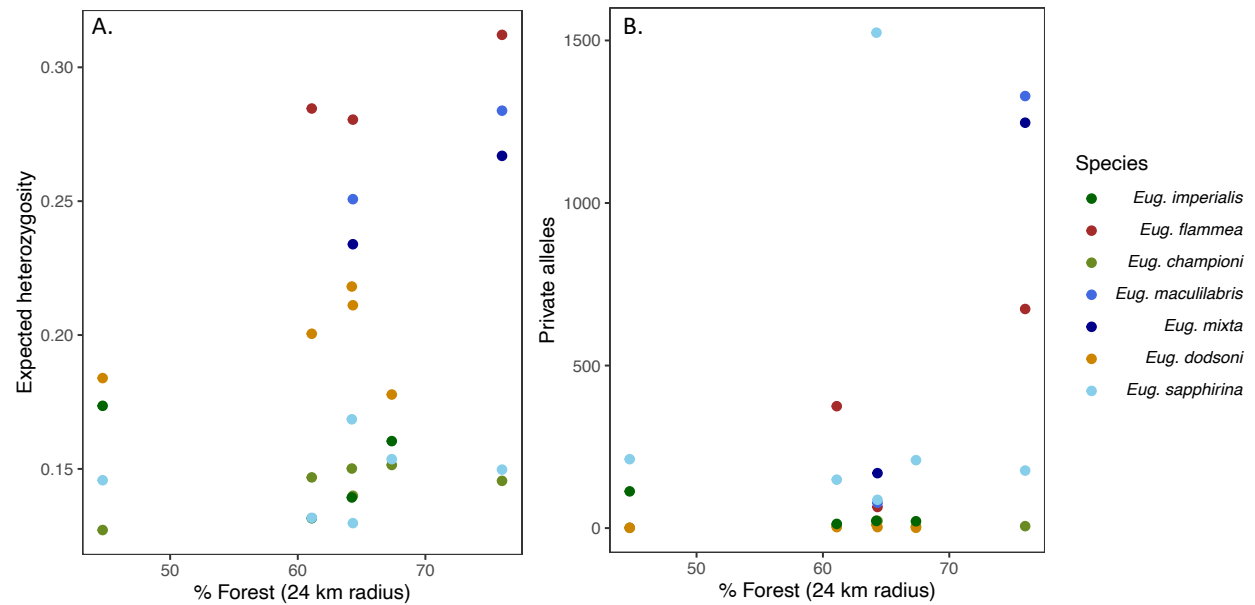 A.
0.30
0.25
0.20
0.15
50
60
70
Expected heterozygosity
% Forest (24 km radius)
B.
1500
1000
500
0
50
60
70
Private alleles
% Forest (24 km radius)
Species
Eug. imperialis
Eug. flammea
Eug. championi
Eug. maculilabris
Eug. mixta
Eug. dodsoni
Eug. sapphirina